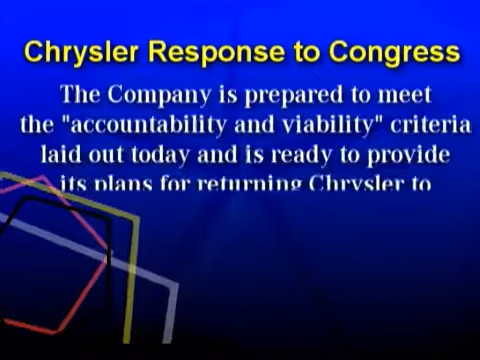 Chrysler Response to Congress
The Company is prepared to meet
the "accountability and viability" criteria
laid out today and is ready to provide
its plans for returning Chrysler to